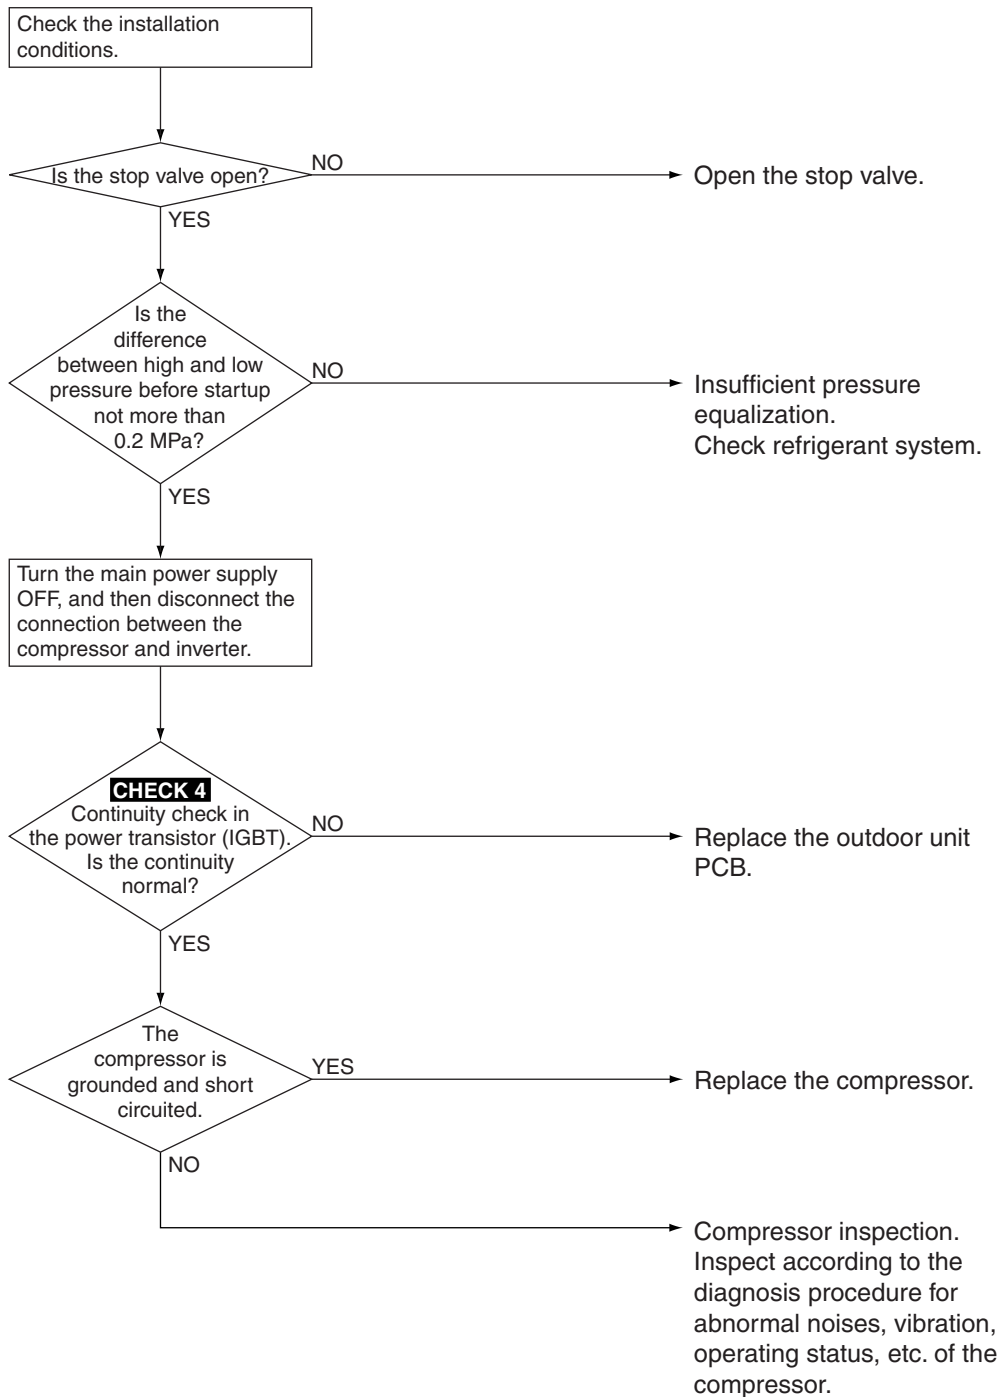 Check the installation
conditions.
Is the stop valve open?
NO
Open the stop valve.
YES
Is the
difference
between high and low
pressure before startup
not more than
0.2 MPa?
NO
Insufficient pressure
equalization.
Check refrigerant system.
YES
Turn the main power supply
OFF, and then disconnect the
connection between the
compressor and inverter.
CHECK 4
Continuity check in
the power transistor (IGBT).
Is the continuity
normal?
NO
Replace the outdoor unit
PCB.
YES
The
compressor is
grounded and short
circuited.
YES
Replace the compressor.
NO
Compressor inspection.
Inspect according to the
diagnosis procedure for
abnormal noises, vibration,
operating status, etc. of the
compressor.